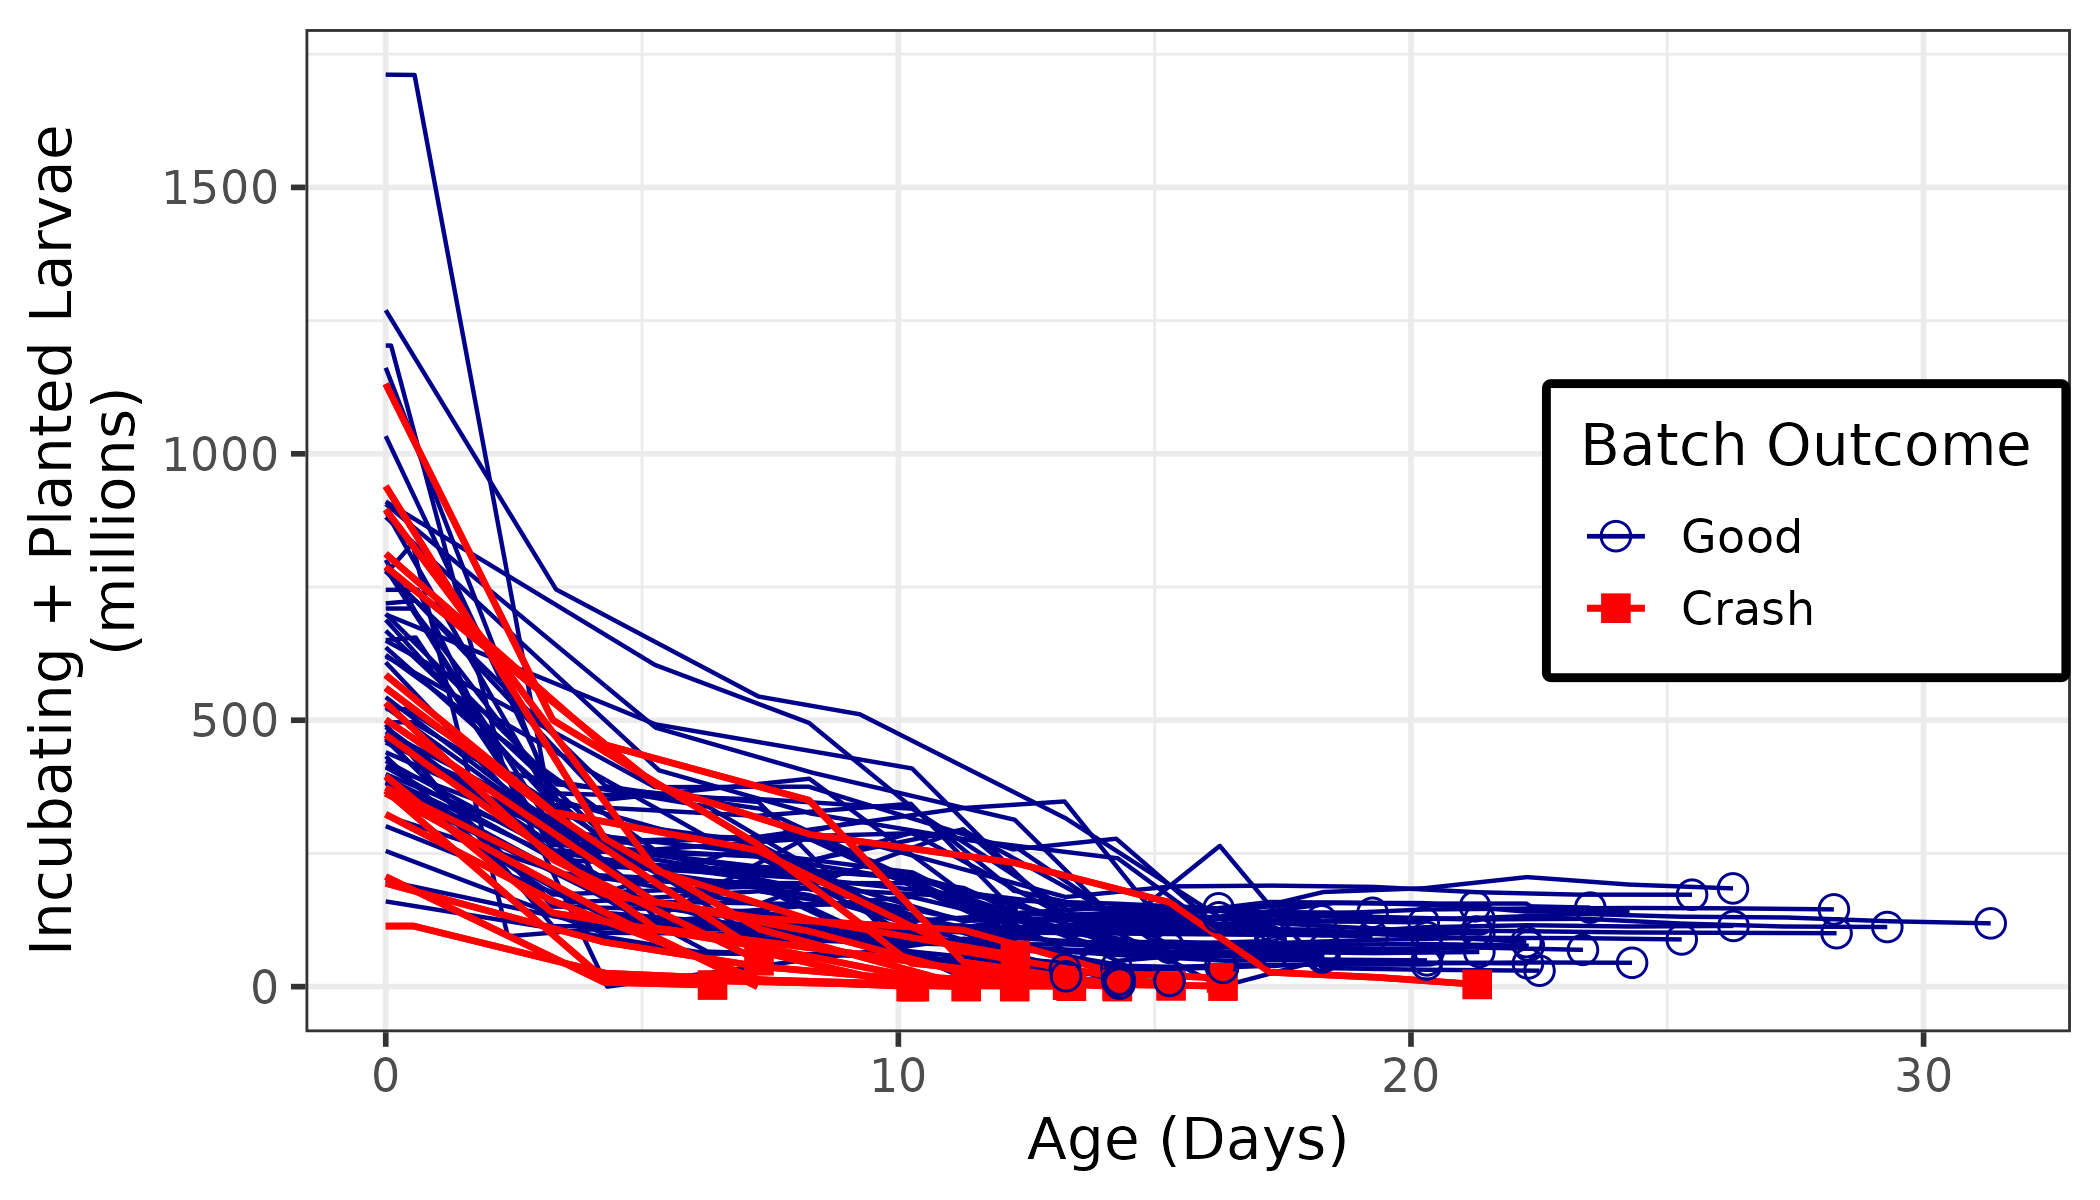 Incubating + Planted Larvae
(millions)
1500
1000
500
0
0 10 20 30
Age (Days)
Batch Outcome
Good
Crash